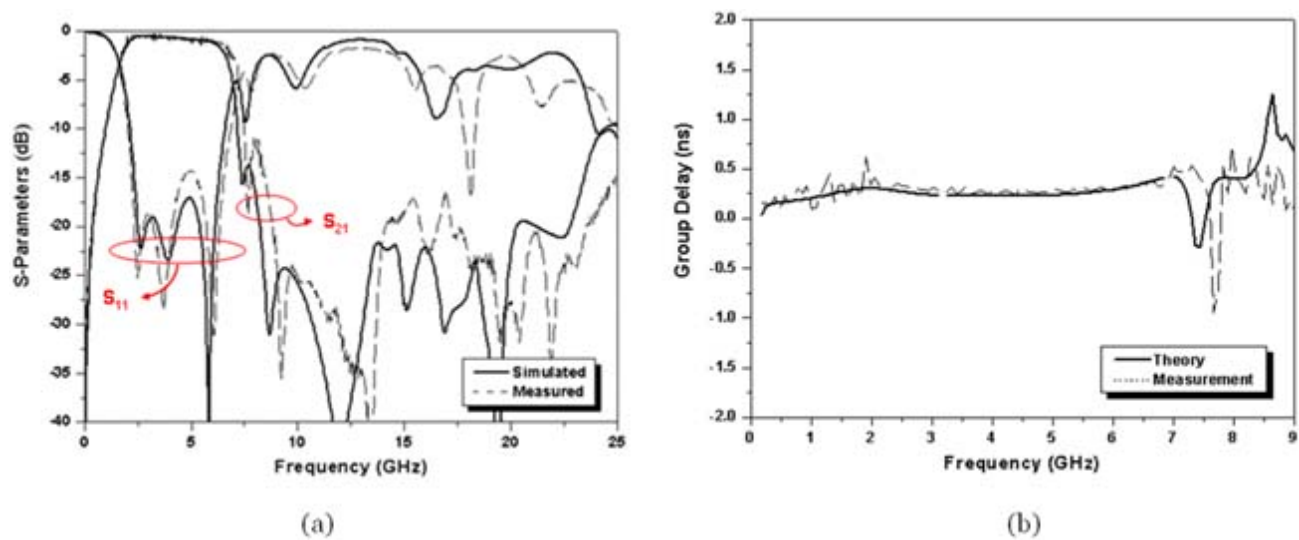 0
-5
-10
-15
-20
-25
-30
-35
-40
S-Parameters (dB)
S11
S21
Simulated
Measured
0 5 10 15 20 25
Frequency (GHz)
(a)
2.0
1.5
1.0
0.5
0.0
-0.5
-1.0
-1.5
-2.0
Group Delay (ns)
Theory
Measurement
0 1 2 3 4 5 6 7 8 9
Frequency (GHz)
(b)